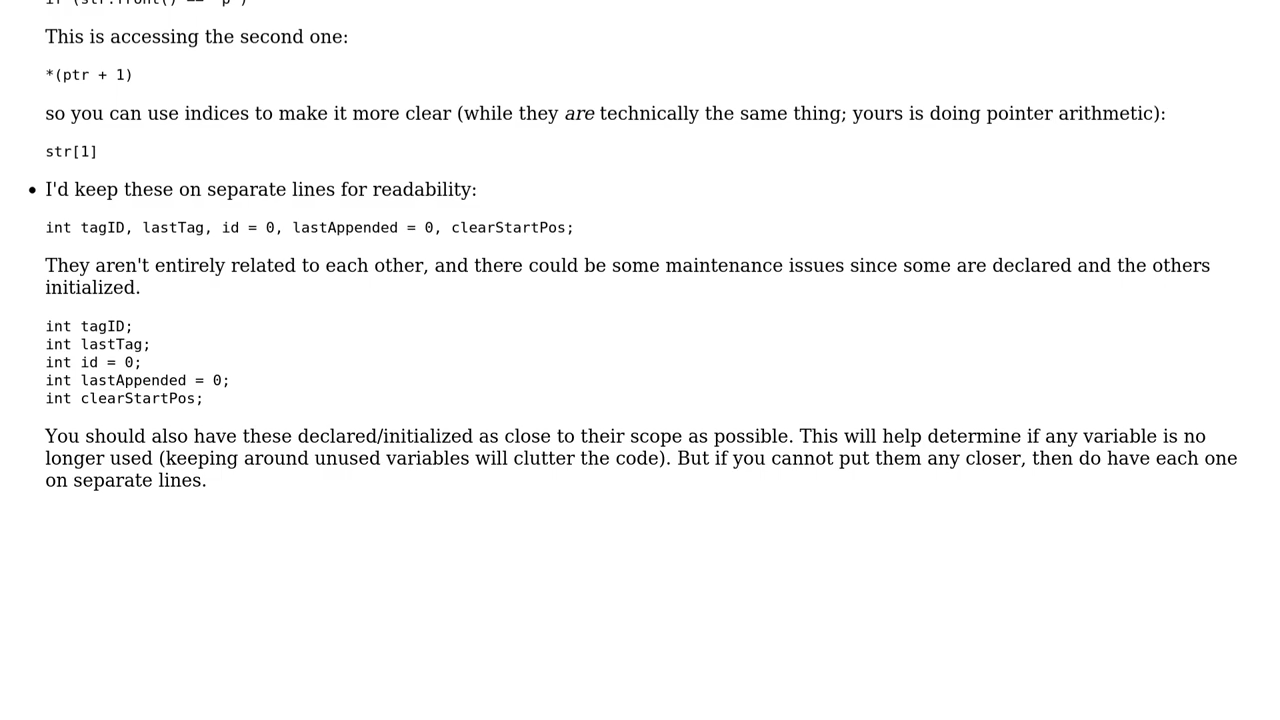 This is accessing the second one:
*(ptr + 1)
so you can use indices to make it more clear (while they are technically the same thing; yours is doing pointer arithmetic):
str[1]
• I'd keep these on separate lines for readability:
int tagID, lastTag, id = 0, lastAppended = 0, clearStartPos;
They aren't entirely related to each other, and there could be some maintenance issues since some are declared and the others
initialized.
int tagID;
int lastTag;
int id = 0;
int lastAppended = 0;
int clearStartPos;
You should also have these declared/initialized as close to their scope as possible. This will help determine if any variable is no
longer used (keeping around unused variables will clutter the code). But if you cannot put them any closer, then do have each one
on separate lines.